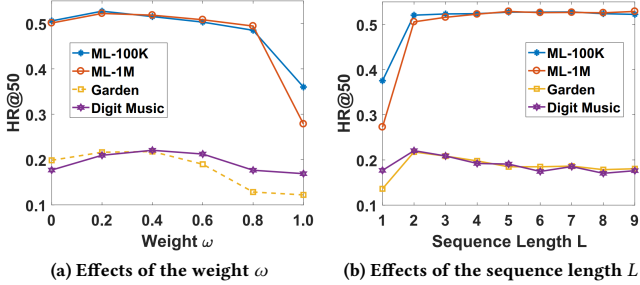 0.5
0.4
0.3
0.2
0.1
HR@50
ML-100K
ML-1M
Garden
Digit Music
0 0.2 0.4 0.6 0.8 1.0
Weight ω
(a) Effects of the weight ω
0.5
0.4
0.3
0.2
0.1
HR@50
ML-100K
ML-1M
Garden
Digit Music
1 2 3 4 5 6 7 8 9
Sequence Length L
(b) Effects of the sequence length L